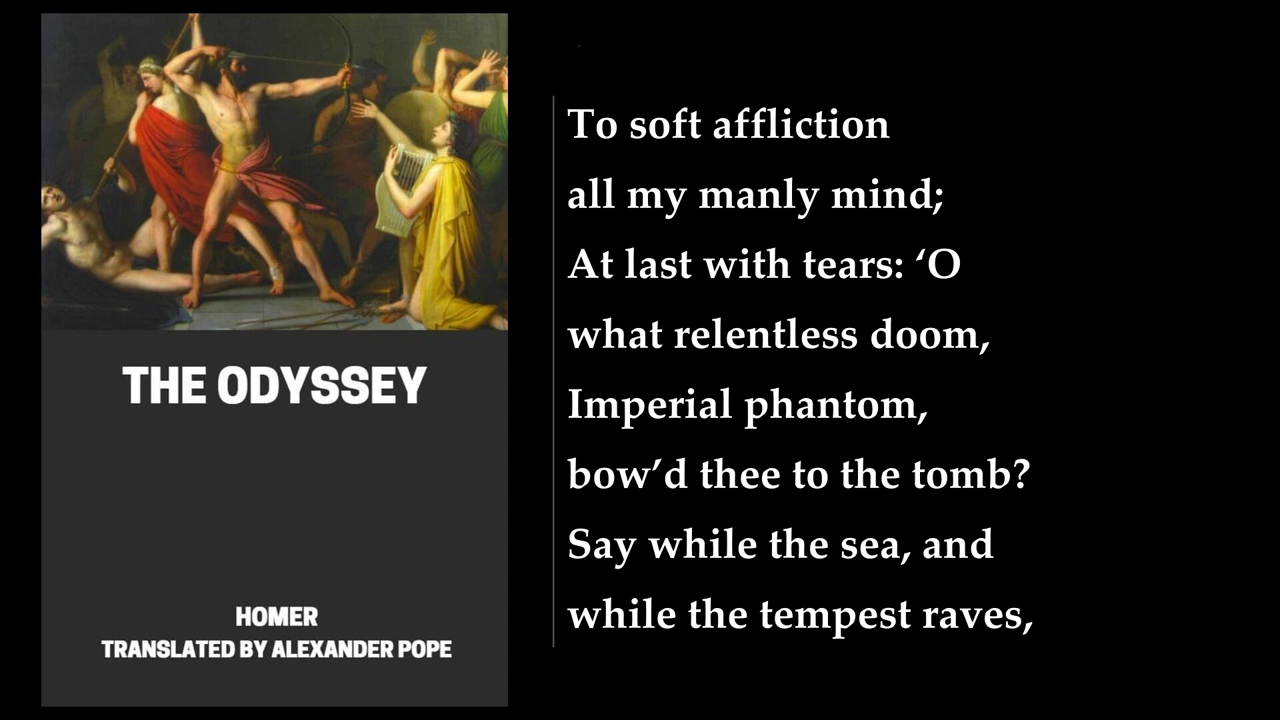 THE ODYSSEY
HOMER
TRANSLATED BY ALEXANDER POPE
To soft affliction
all my manly mind;
At last with tears: ‘O
what relentless doom,
Imperial phantom,
bow’d thee to the tomb?
Say while the sea, and
while the tempest raves,